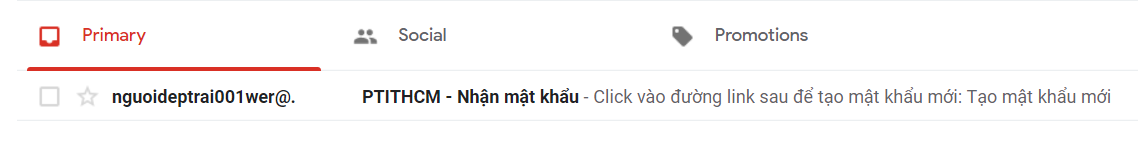 Primary Social Promotions
nguoideptrai001wer@. PTITHCM - Nhận mật khẩu - Click vào đường link sau để tạo mật khẩu mới: Tạo mật khẩu mới